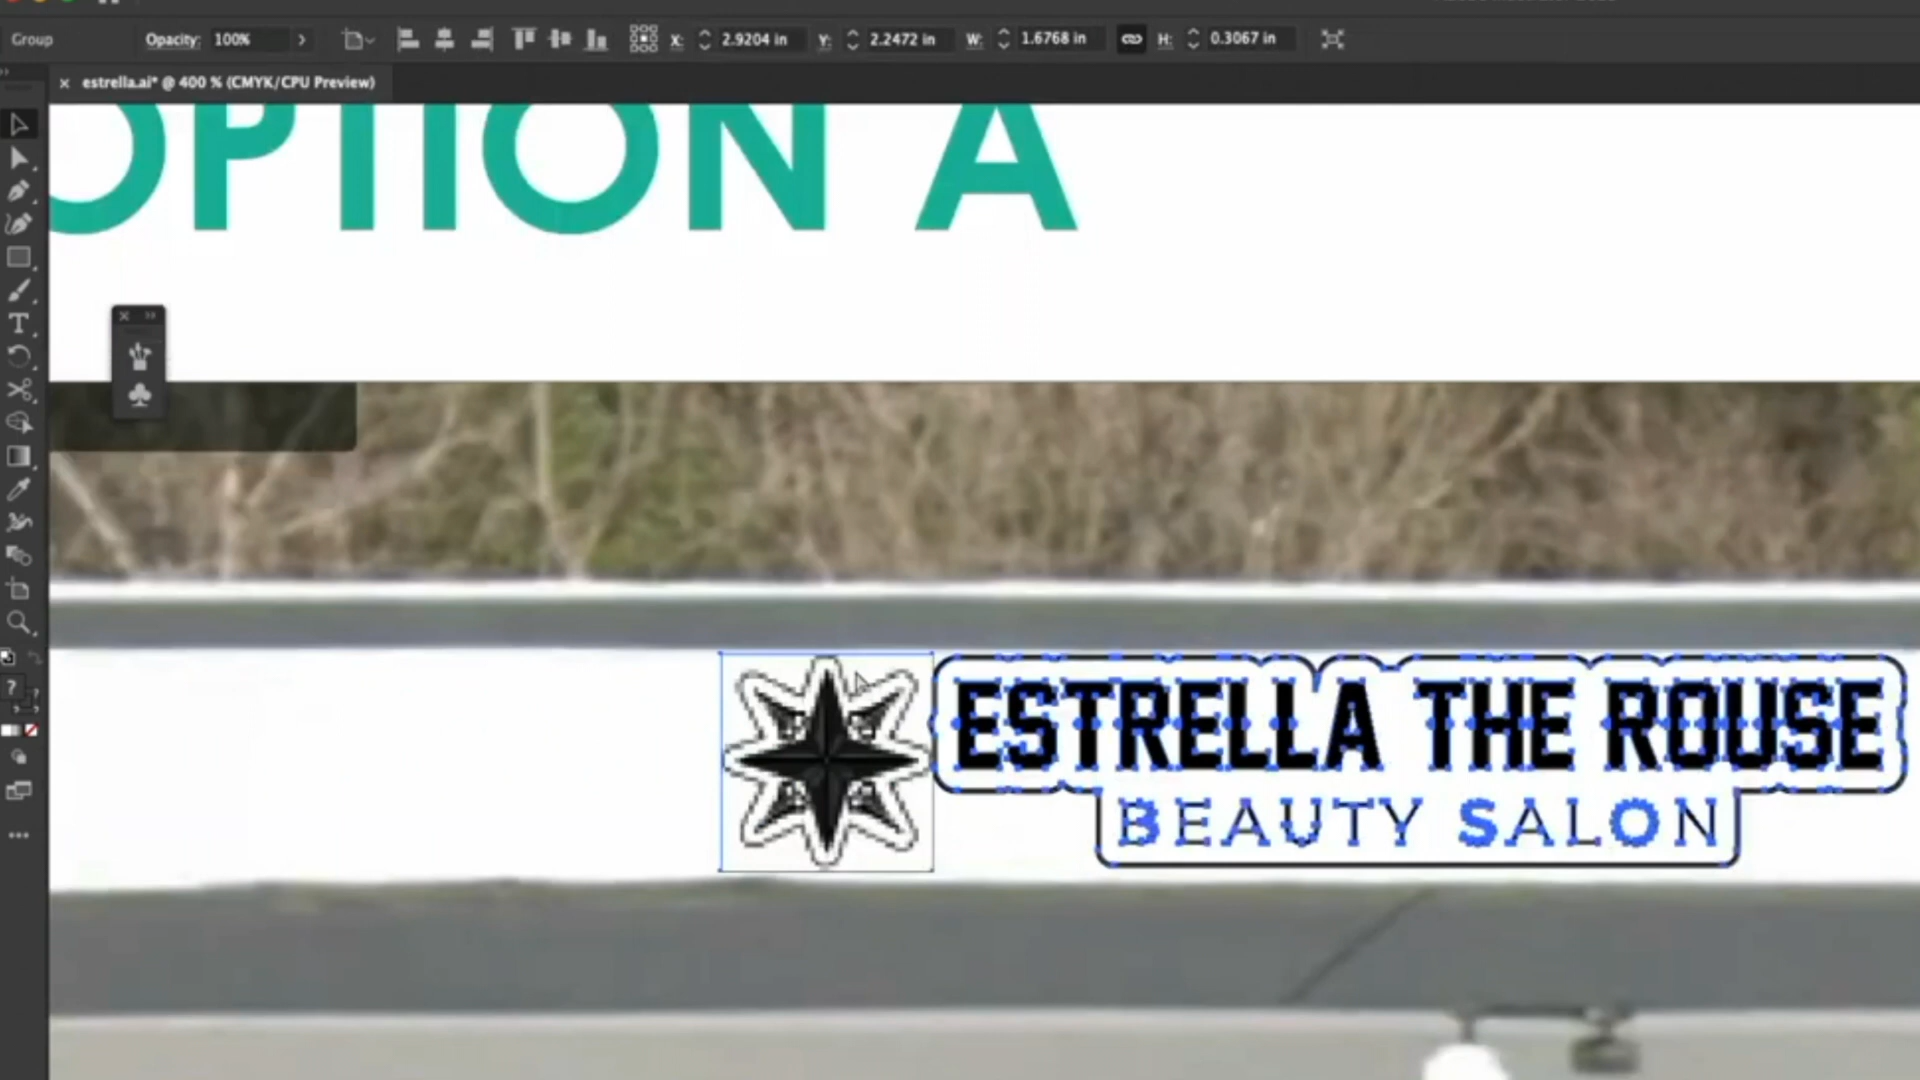 Group
Opacity: 100%
X: 2.9204 in
Y: 2.2472 in
W: 1.6768 in
H: 0.3067 in
estrella.ai* @ 400 % (CMYK/CPU Preview)
OPTION A
ESTRELLA THE ROUSE
BEAUTY SALON